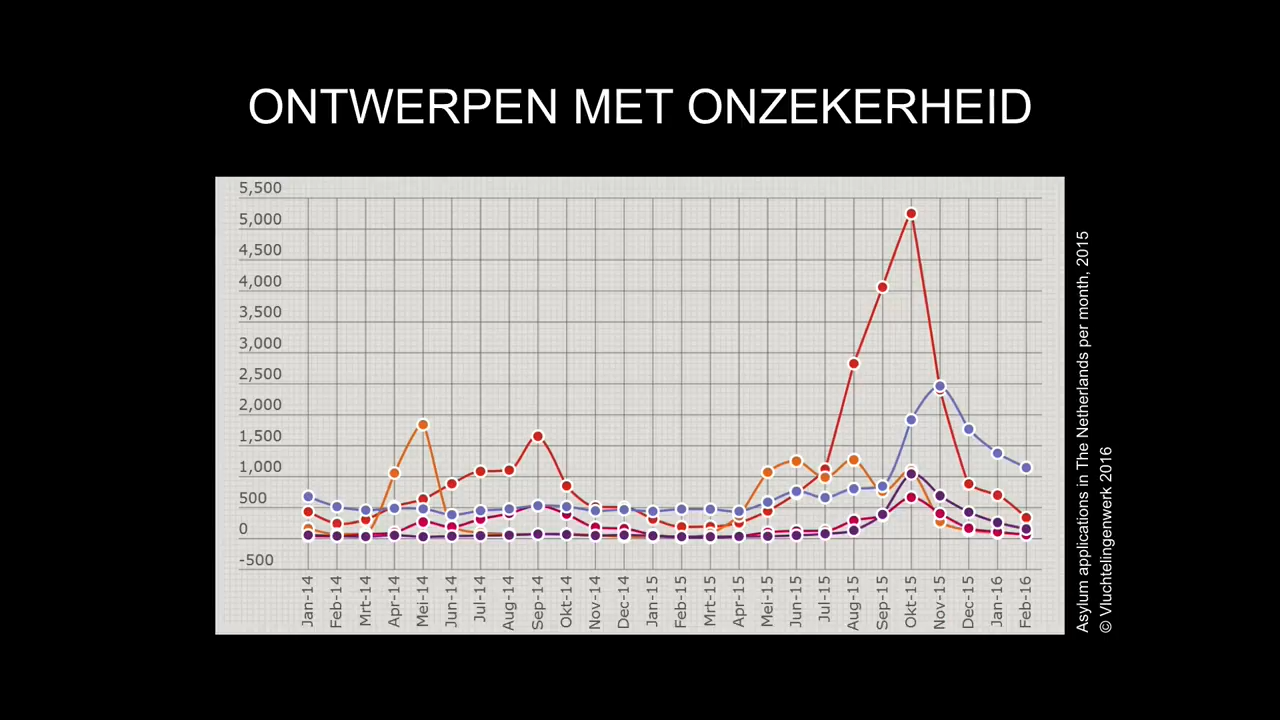 ONTWERPEN MET ONZEKERHEID
5,500
5,000
4,500
4,000
3,500
3,000
2,500
2,000
1,500
1,000
500
0
-500
Jan-14
Feb-14
Mrt-14
Apr-14
Mei-14
Jun-14
Jul-14
Aug-14
Sep-14
Okt-14
Nov-14
Dec-14
Jan-15
Feb-15
Mrt-15
Apr-15
Mei-15
Jun-15
Jul-15
Aug-15
Sep-15
Okt-15
Nov-15
Dec-15
Jan-16
Feb-16
Asylum applications in The Netherlands per month, 2015
© Vluchtelingenwerk 2016